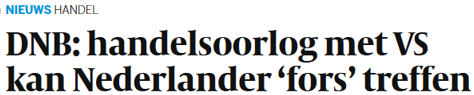 NIEUWS HANDEL
DNB: handelsoorlog met VS
kan Nederlander ‘fors’ treffen